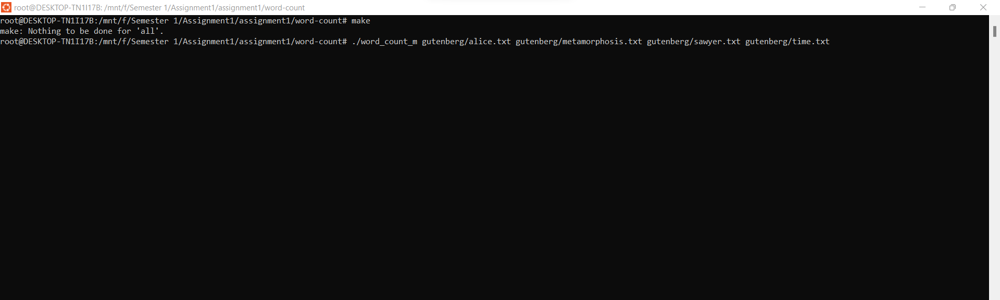 root@DESKTOP-TN1I17B: /mnt/f/Semester 1/Assignment1/assignment1/word-count
root@DESKTOP-TN1I17B:/mnt/f/Semester 1/Assignment1/assignment1/word-count# make
make: Nothing to be done for 'all'.
root@DESKTOP-TN1I17B:/mnt/f/Semester 1/Assignment1/assignment1/word-count# ./word_count_m gutenberg/alice.txt gutenberg/metamorphosis.txt gutenberg/sawyer.txt gutenberg/time.txt